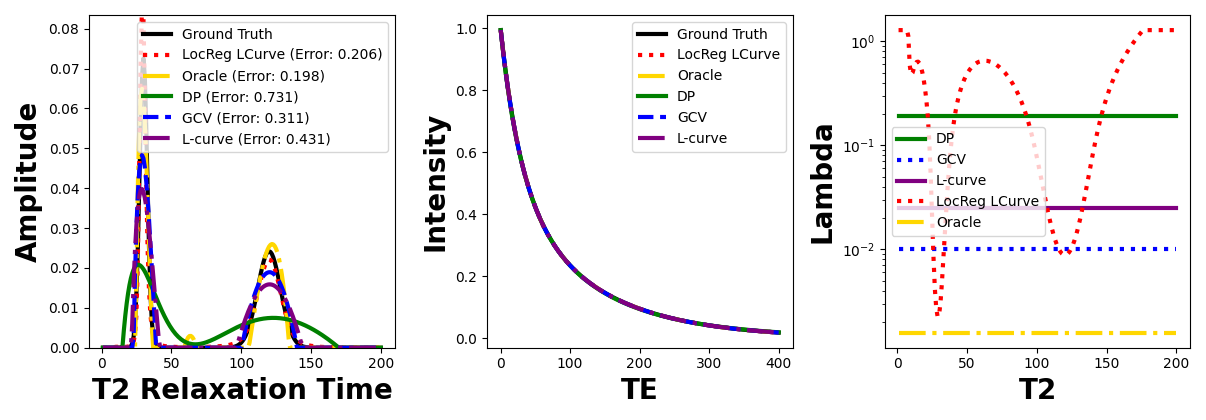 Amplitude
0.08
0.07
0.06
0.05
0.04
0.03
0.02
0.01
0.00
0 50 100 150 200
T2 Relaxation Time
Ground Truth
LocReg LCurve (Error: 0.206)
Oracle (Error: 0.198)
DP (Error: 0.731)
GCV (Error: 0.311)
L-curve (Error: 0.431)
Intensity
1.0
0.8
0.6
0.4
0.2
0.0
0 100 200 300 400
TE
Ground Truth
LocReg LCurve
Oracle
DP
GCV
L-curve
Lambda
10⁰
10⁻¹
10⁻²
0 50 100 150 200
T2
DP
GCV
L-curve
LocReg LCurve
Oracle